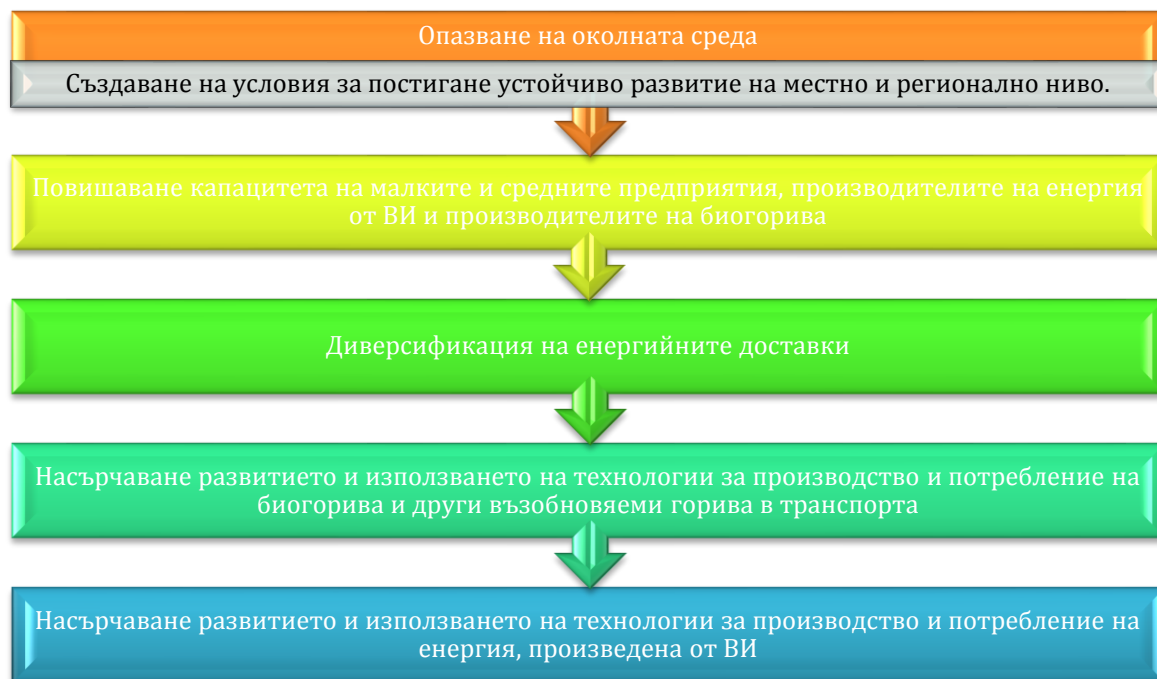 Опазване на околната среда
Създаване на условия за постигане устойчиво развитие на местно и регионално ниво.
Повишаване капацитета на малките и средните предприятия, производителите на енергия
от ВИ и производителите на биогорива
Диверсификация на енергийните доставки
Насърчаване развитието и използването на технологии за производство и потребление на
биогорива и други възобновяеми горива в транспорта
Насърчаване развитието и използването на технологии за производство и потребление на
енергия, произведена от ВИ